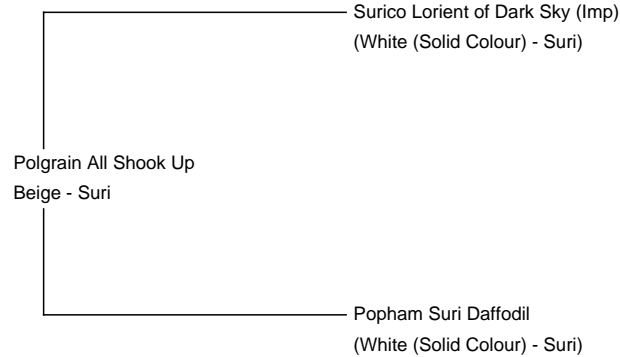 Surico Lorient of Dark Sky (Imp)
(White (Solid Colour) - Suri)
Polgrain All Shook Up
Beige - Suri
Popham Suri Daffodil
(White (Solid Colour) - Suri)